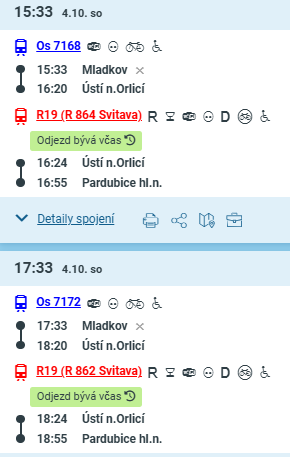 15:33 4.10. so
Os 7168
15:33 Mladkov ×
16:20 Ústí n.Orlicí
R19 (R 864 Svitava) R D
Odjezd bývá včas
16:24 Ústí n.Orlicí
16:55 Pardubice hl.n.
Detaily spojení
17:33 4.10. so
Os 7172
17:33 Mladkov ×
18:20 Ústí n.Orlicí
R19 (R 862 Svitava) R D
Odjezd bývá včas
18:24 Ústí n.Orlicí
18:55 Pardubice hl.n.